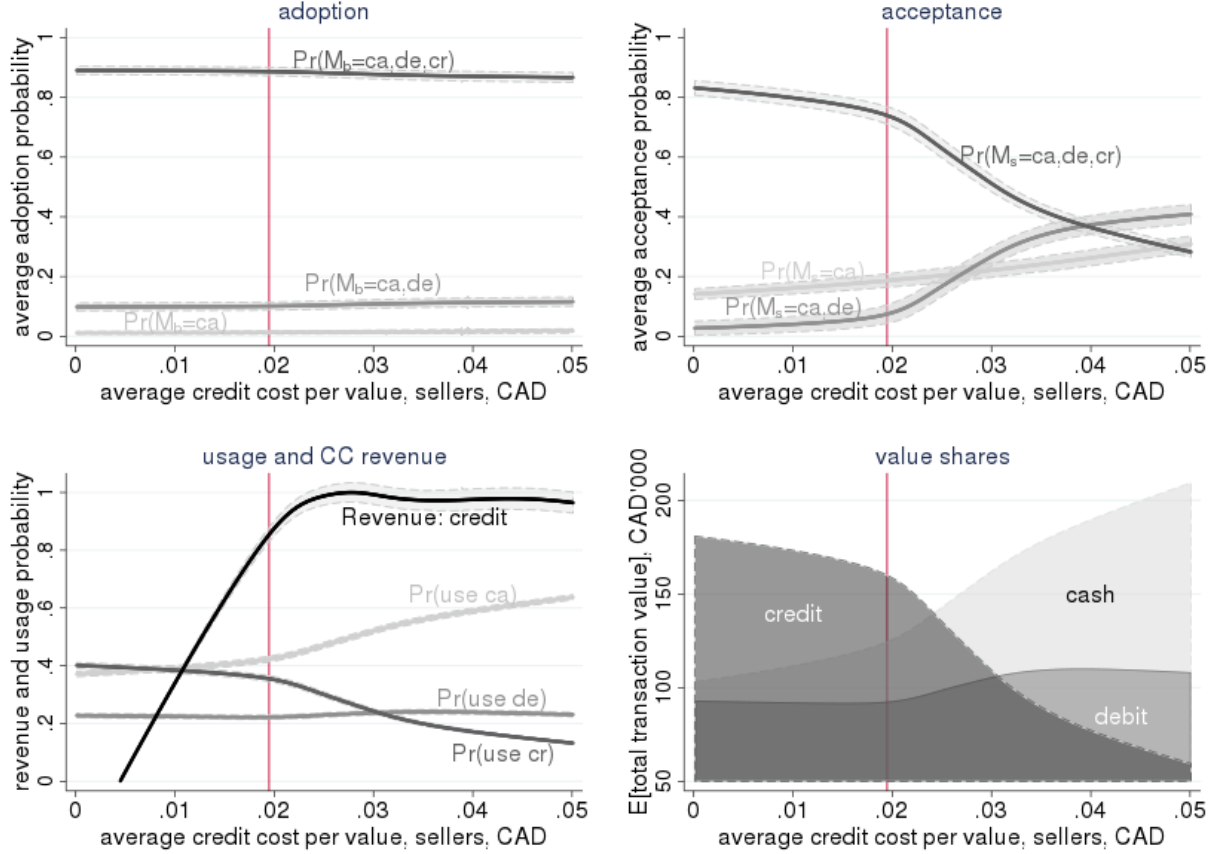 adoption
average adoption probability
0 .2 .4 .6 .8 1
Pr(M_b=ca,de,cr)
Pr(M_b=ca,de)
Pr(M_b=ca)
0 .01 .02 .03 .04 .05
average credit cost per value, sellers, CAD
acceptance
average acceptance probability
0 .2 .4 .6 .8 1
Pr(M_s=ca,de,cr)
Pr(M_s=ca)
Pr(M_s=ca,de)
0 .01 .02 .03 .04 .05
average credit cost per value, sellers, CAD
usage and CC revenue
revenue and usage probability
0 .2 .4 .6 .8 1
Revenue: credit
Pr(use ca)
Pr(use de)
Pr(use cr)
0 .01 .02 .03 .04 .05
average credit cost per value, sellers, CAD
value shares
E[total transaction value], CAD'000
50 100 150 200
credit
cash
debit
0 .01 .02 .03 .04 .05
average credit cost per value, sellers, CAD